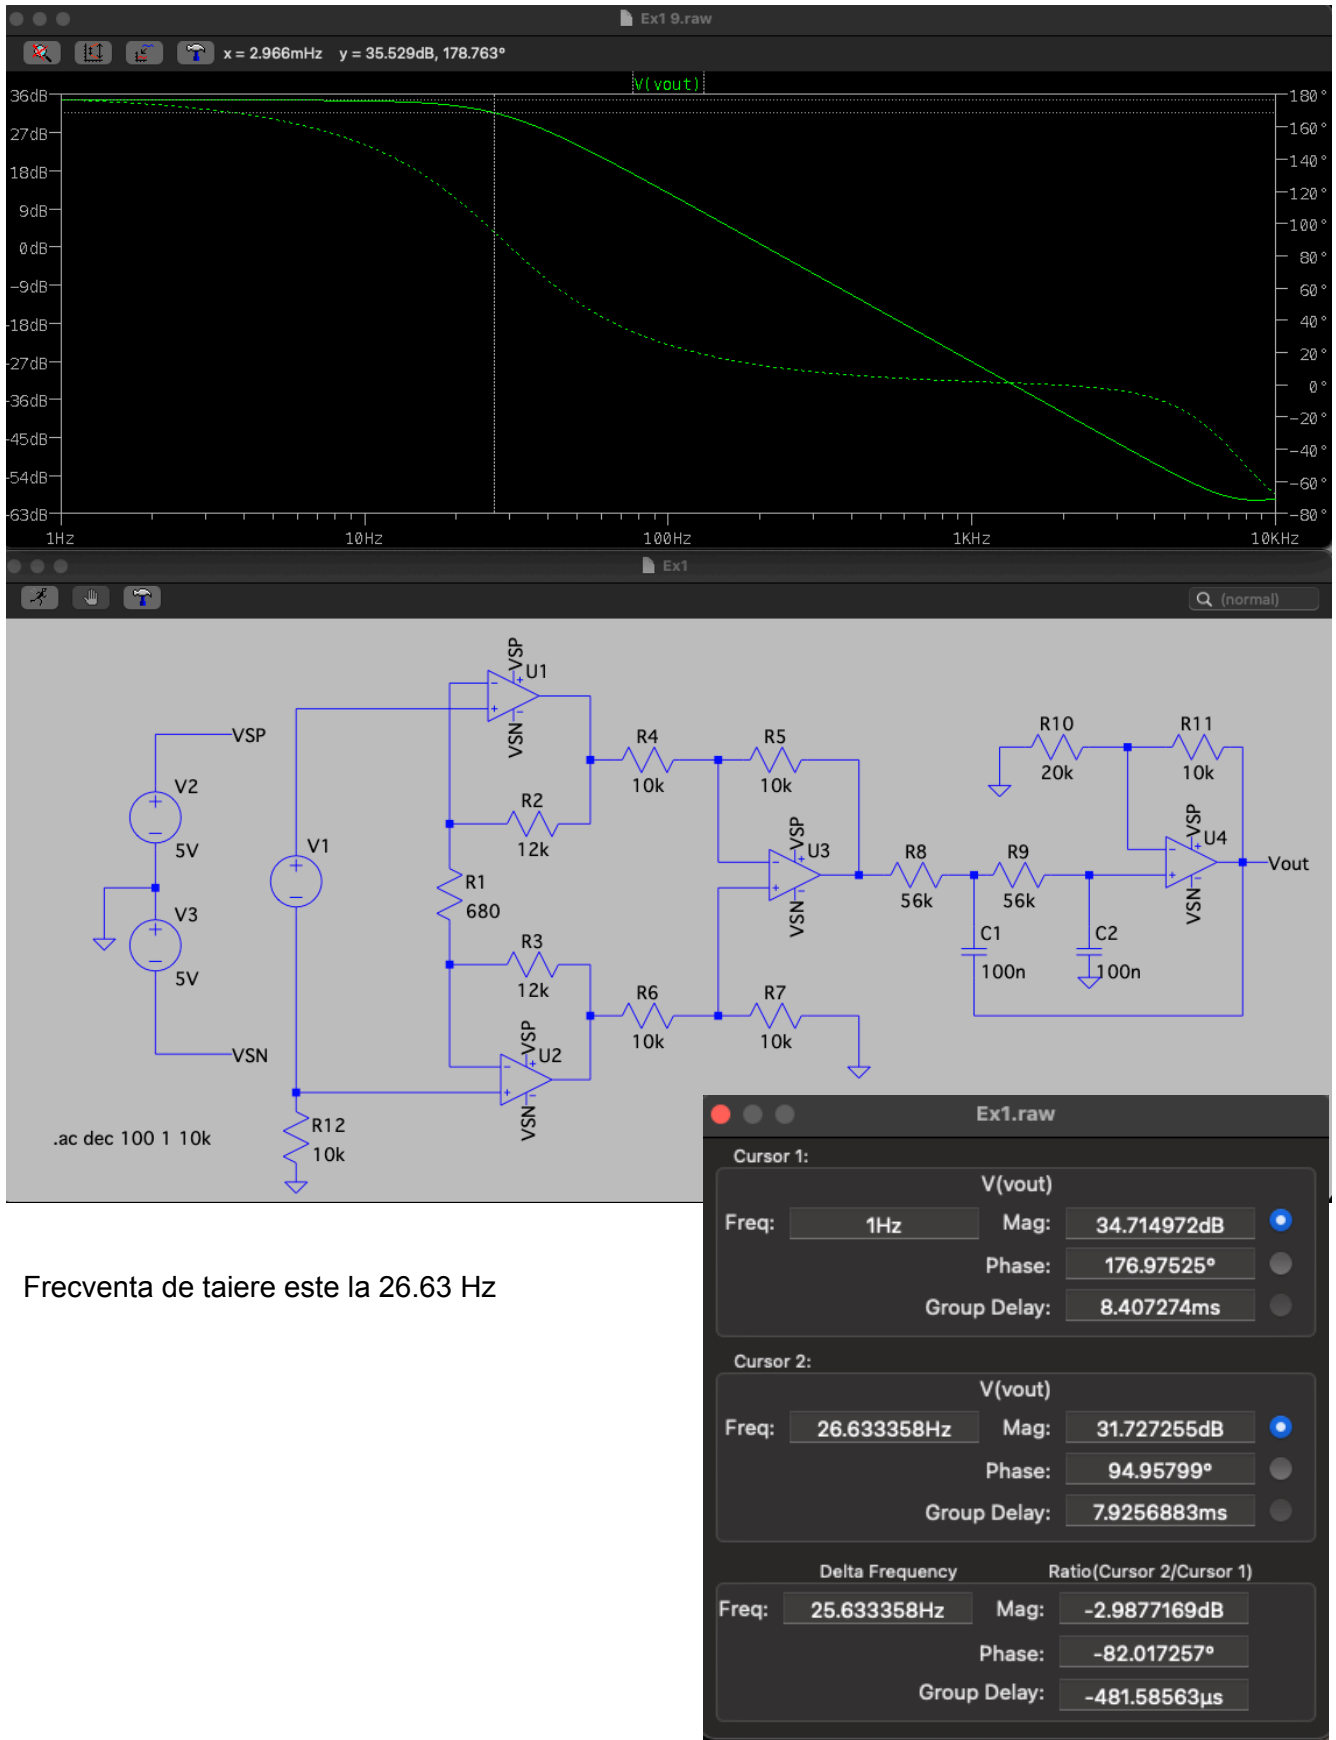 Ex1 9.raw
x = 2.966mHz y = 35.529dB, 178.763°
V(vout)
36dB 180°
27dB 160°
18dB 140°
9dB 120°
0dB 100°
-9dB 80°
-18dB 60°
-27dB 40°
-36dB 20°
-45dB 0°
-54dB -20°
-63dB -40°
-60°
-80°
1Hz 10Hz 100Hz 1KHz 10KHz
Ex1
(normal)
VSP
U1
VSN
VSP
V2
5V
V3
5V
VSN
V1
R12
10k
.ac dec 100 1 10k
R2
12k
R1
680
R3
12k
VSP
U2
VSN
R4
10k
R5
10k
VSP
U3
VSN
R6
10k
R7
10k
R8
56k
R9
56k
C1
100n
C2
100n
R10
20k
R11
10k
VSP
U4
VSN
Vout
Ex1.raw
Cursor 1:
V(vout)
Freq: 1Hz Mag: 34.714972dB
Phase: 176.97525°
Group Delay: 8.407274ms
Cursor 2:
V(vout)
Freq: 26.633358Hz Mag: 31.727255dB
Phase: 94.95799°
Group Delay: 7.9256883ms
Delta Frequency Ratio(Cursor 2/Cursor 1)
Freq: 25.633358Hz Mag: -2.9877169dB
Phase: -82.017257°
Group Delay: -481.58563µs
Frecventa de taiere este la 26.63 Hz